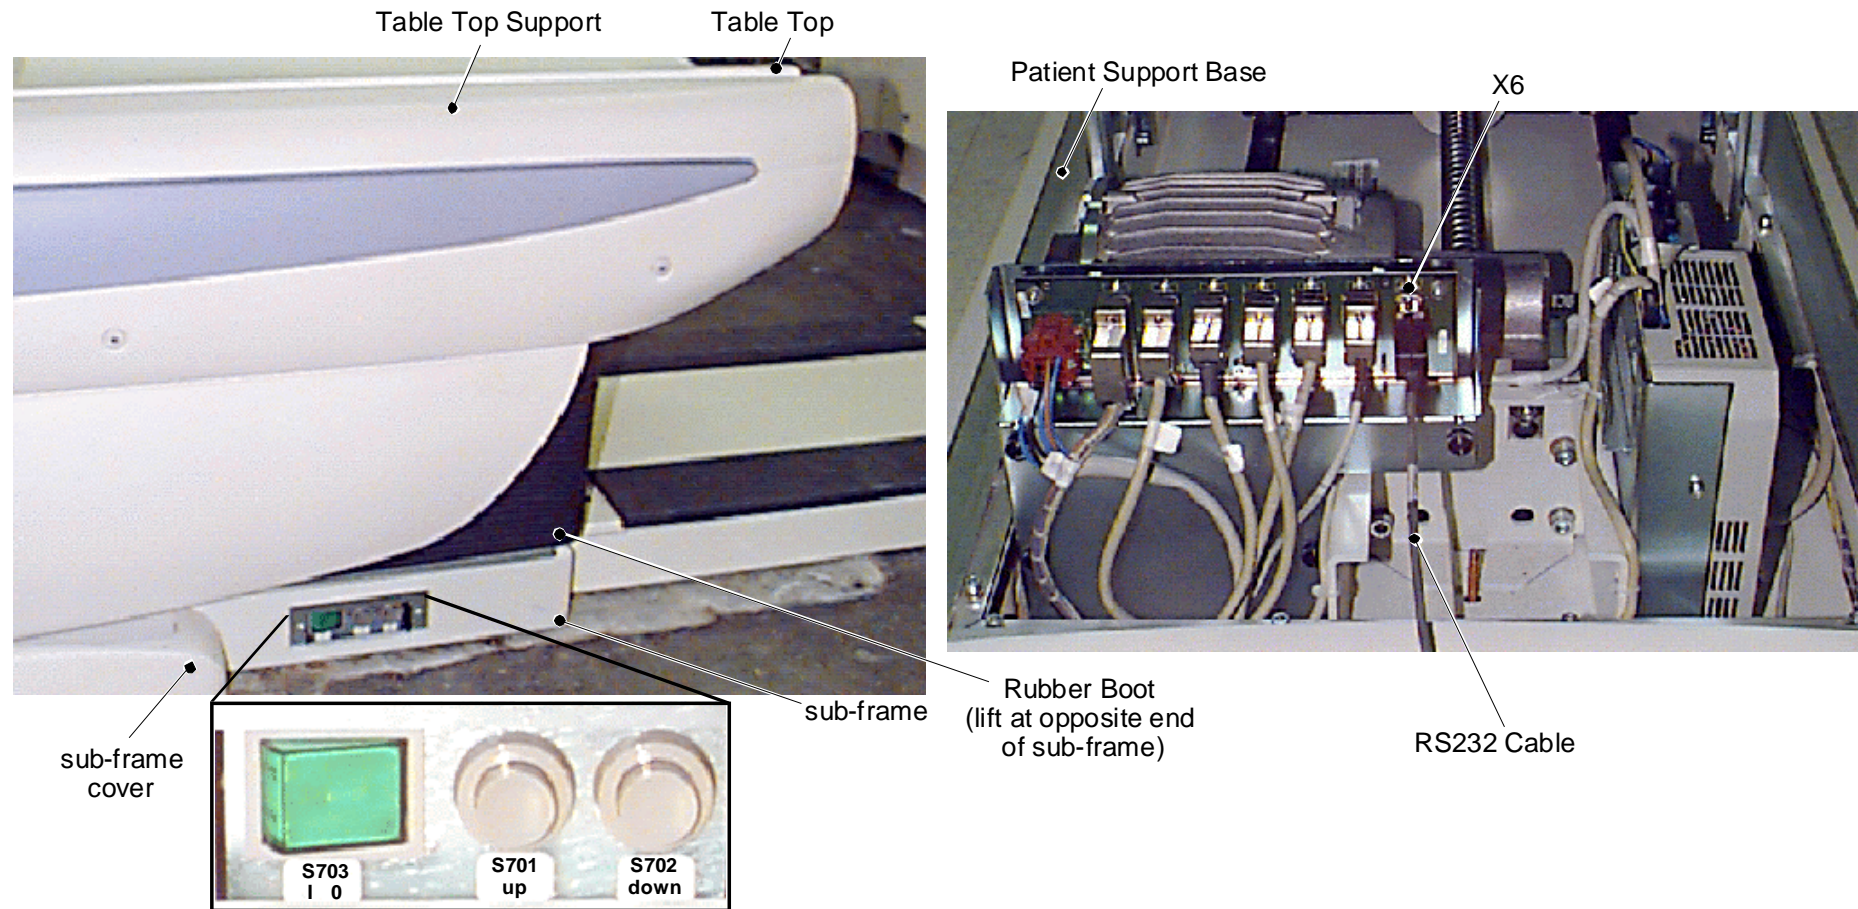 Table Top Support
Table Top
Patient Support Base
X6
sub-frame
cover
sub-frame
Rubber Boot
(lift at opposite end
of sub-frame)
RS232 Cable
S703
I 0
S701
up
S702
down